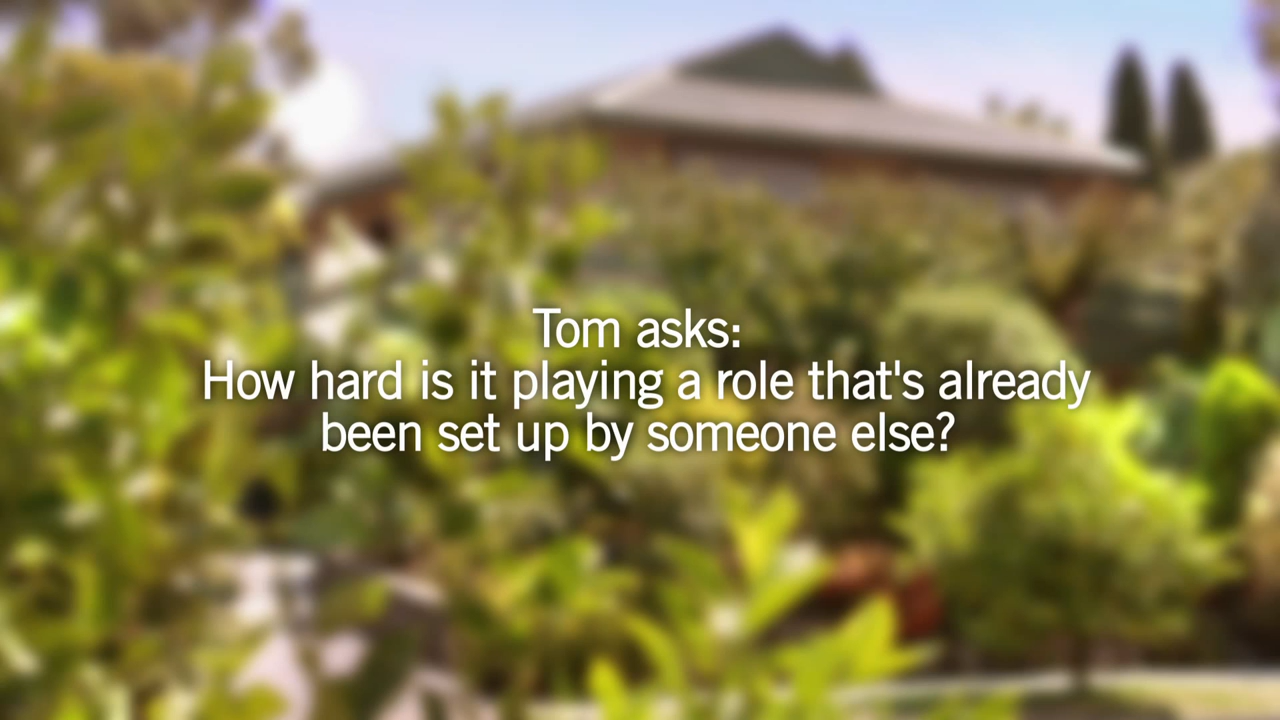 Tom asks:
How hard is it playing a role that's already
been set up by someone else?